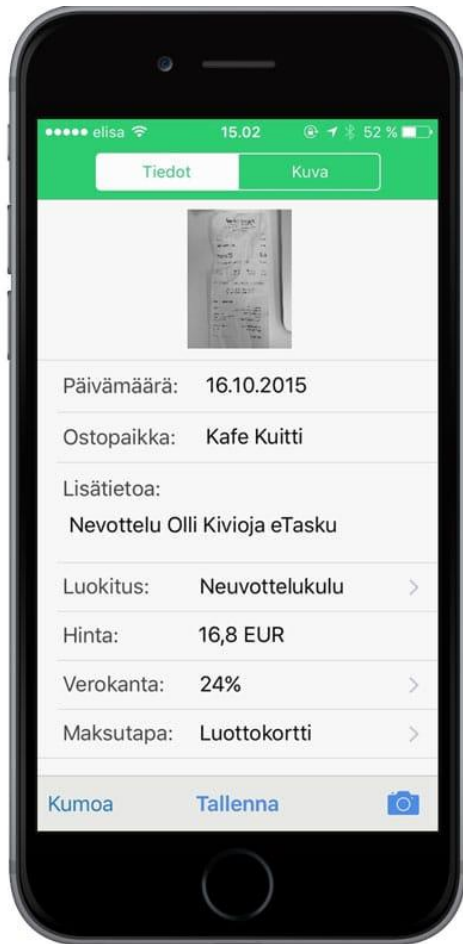 elisa 15.02 52 %
Tiedot Kuva
Päivämäärä: 16.10.2015
Ostopaikka: Kafe Kuitti
Lisätietoa:
Nevottelu Olli Kivioja eTasku
Luokitus: Neuvottelukulu
Hinta: 16,8 EUR
Verokanta: 24%
Maksutapa: Luottokortti
Kumoa Tallenna